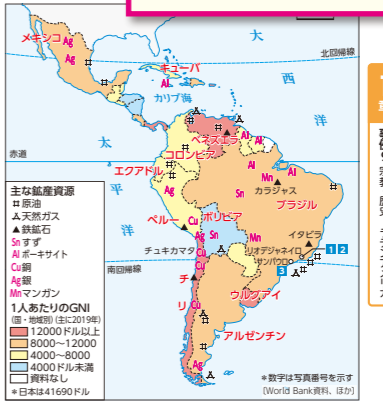 メキシコ
Ag
Ag
キューバ
Al
カリブ海
大
西
洋
北回帰線
太
平
洋
赤道
ベネズエラ
コロンビア
エクアドル
Al
Al
Al
Al
Mn
カラジャス
Ag
Sn
ブラジル
ペルー
Cu
ボリビア
Sn
Ag
Cu
Cu
Mn
イタビラ
リオデジャネイロ
サンパウロ
1 2
3
チュキカマタ
南回帰線
チ
リ
Cu
ウルグアイ
アルゼンチン
Ag
主な鉱産資源
原油
天然ガス
鉄鉱石
Snすず
Alボーキサイト
Cu銅
Ag銀
Mnマンガン
1人あたりのGNI
(国・地域別)(主に2019年)
12000ドル以上
8000〜12000
4000〜8000
4000ドル未満
資料なし
＊日本は41690ドル
＊数字は写真番号を示す
〔World Bank資料、ほか〕